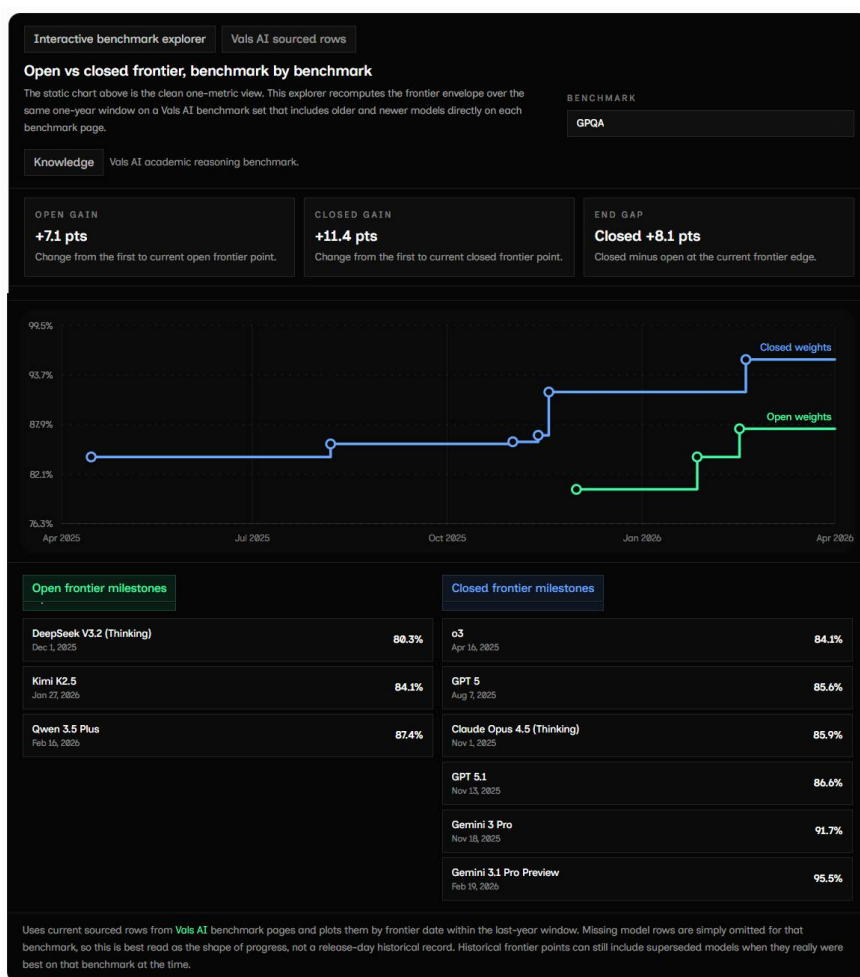 Interactive benchmark explorer
Vals AI sourced rows
Open vs closed frontier, benchmark by benchmark
The static chart above is the clean one-metric view. This explorer recomputes the frontier envelope over the
same one-year window on a Vals AI benchmark set that includes older and newer models directly on each
benchmark page.
BENCHMARK
GPQA
Knowledge
Vals AI academic reasoning benchmark.
OPEN GAIN
+7.1 pts
Change from the first to current open frontier point.
CLOSED GAIN
+11.4 pts
Change from the first to current closed frontier point.
END GAP
Closed +8.1 pts
Closed minus open at the current frontier edge.
99.5%
93.7%
87.9%
82.1%
76.3%
Closed weights
Open weights
Apr 2025
Jul 2025
Oct 2025
Jan 2026
Apr 2026
Open frontier milestones
DeepSeek V3.2 (Thinking)
80.3%
Dec 1, 2025
Kimi K2.5
84.1%
Jan 27, 2026
Qwen 3.5 Plus
87.4%
Feb 16, 2026
Closed frontier milestones
o3
84.1%
Apr 16, 2025
GPT 5
85.6%
Aug 7, 2025
Claude Opus 4.5 (Thinking)
85.9%
Nov 1, 2025
GPT 5.1
86.6%
Nov 13, 2025
Gemini 3 Pro
91.7%
Nov 18, 2025
Gemini 3.1 Pro Preview
95.5%
Feb 19, 2026
Uses current sourced rows from Vals AI benchmark pages and plots them by frontier date within the last-year window. Missing model rows are simply omitted for that
benchmark, so this is best read as the shape of progress, not a release-day historical record. Historical frontier points can still include superseded models when they really were
best on that benchmark at the time.